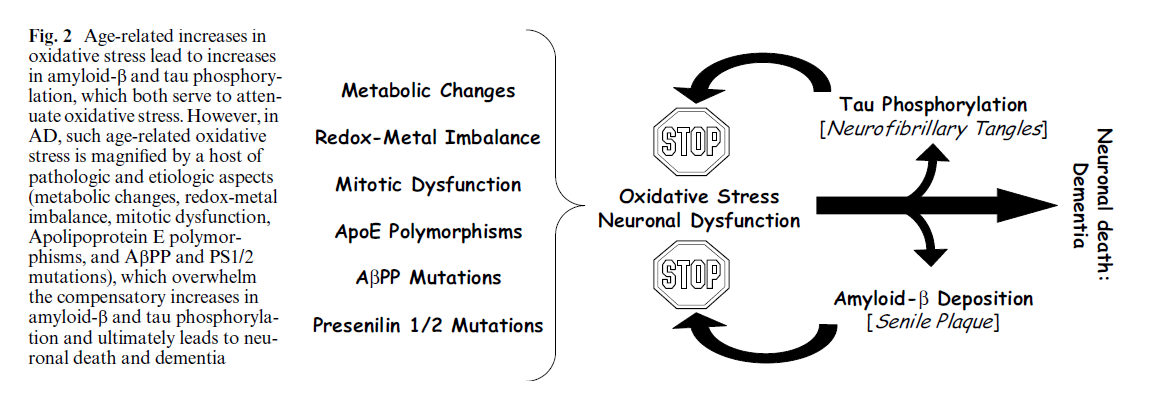 Fig. 2 Age-related increases in
oxidative stress lead to increases
in amyloid-β and tau phosphory-
lation, which both serve to atten-
uate oxidative stress. However, in
AD, such age-related oxidative
stress is magnified by a host of
pathologic and etiologic aspects
(metabolic changes, redox-metal
imbalance, mitotic dysfunction,
Apolipoprotein E polymor-
phisms, and AβPP and PS1/2
mutations), which overwhelm
the compensatory increases in
amyloid-β and tau phosphoryla-
tion and ultimately leads to neu-
ronal death and dementia
Metabolic Changes
Redox-Metal Imbalance
Mitotic Dysfunction
ApoE Polymorphisms
AβPP Mutations
Presenilin 1/2 Mutations
STOP
Oxidative Stress
Neuronal Dysfunction
STOP
Tau Phosphorylation
[Neurofibrillary Tangles]
Amyloid-β Deposition
[Senile Plaque]
Neuronal death:
Dementia